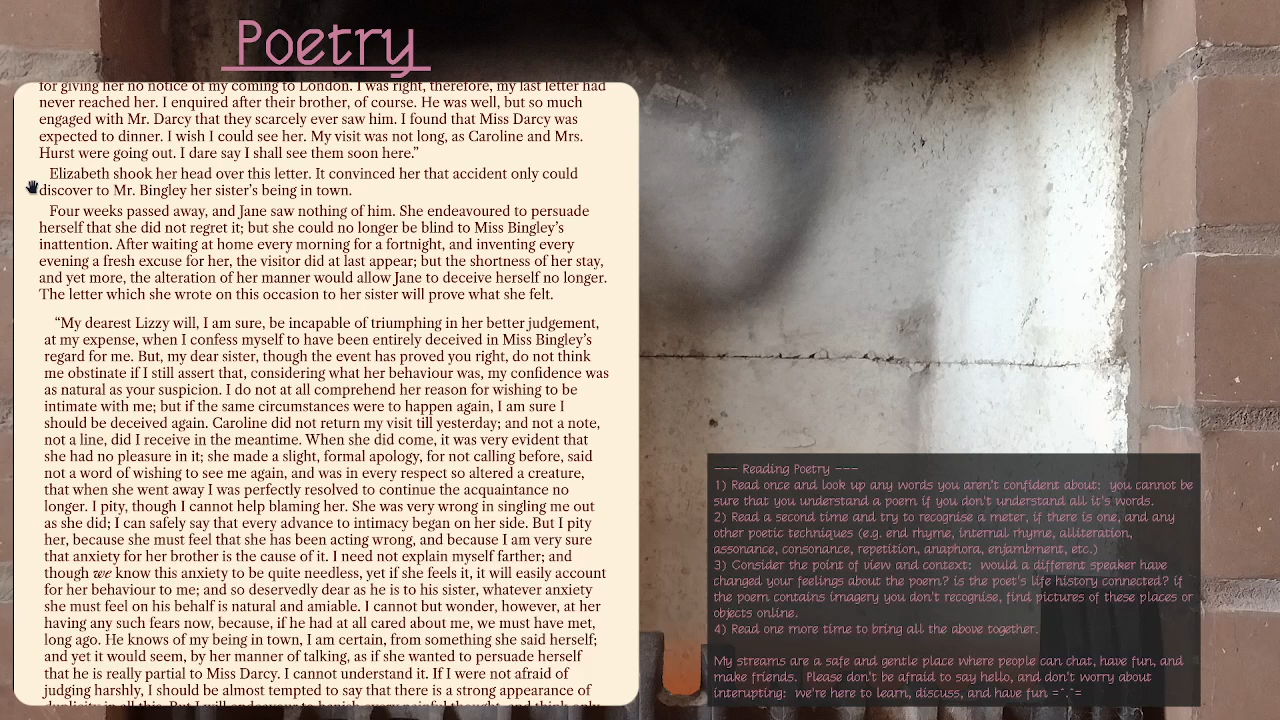 Poetry
for giving her no notice of my coming to London. I was right, therefore, my last letter had
never reached her. I enquired after their brother, of course. He was well, but so much
engaged with Mr. Darcy that they scarcely ever saw him. I found that Miss Darcy was
expected to dinner. I wish I could see her. My visit was not long, as Caroline and Mrs.
Hurst were going out. I dare say I shall see them soon here.”
Elizabeth shook her head over this letter. It convinced her that accident only could
discover to Mr. Bingley her sister’s being in town.
Four weeks passed away, and Jane saw nothing of him. She endeavoured to persuade
herself that she did not regret it; but she could no longer be blind to Miss Bingley’s
inattention. After waiting at home every morning for a fortnight, and inventing every
evening a fresh excuse for her, the visitor did at last appear; but the shortness of her stay,
and yet more, the alteration of her manner would allow Jane to deceive herself no longer.
The letter which she wrote on this occasion to her sister will prove what she felt.
“My dearest Lizzy will, I am sure, be incapable of triumphing in her better judgement,
at my expense, when I confess myself to have been entirely deceived in Miss Bingley’s
regard for me. But, my dear sister, though the event has proved you right, do not think
me obstinate if I still assert that, considering what her behaviour was, my confidence was
as natural as your suspicion. I do not at all comprehend her reason for wishing to be
intimate with me; but if the same circumstances were to happen again, I am sure I
should be deceived again. Caroline did not return my visit till yesterday; and not a note,
not a line, did I receive in the meantime. When she did come, it was very evident that
she had no pleasure in it; she made a slight, formal apology, for not calling before, said
not a word of wishing to see me again, and was in every respect so altered a creature,
that when she went away I was perfectly resolved to continue the acquaintance no
longer. I pity, though I cannot help blaming her. She was very wrong in singling me out
as she did; I can safely say that every advance to intimacy began on her side. But I pity
her, because she must feel that she has been acting wrong, and because I am very sure
that anxiety for her brother is the cause of it. I need not explain myself farther; and
though we know this anxiety to be quite needless, yet if she feels it, it will easily account
for her behaviour to me; and so deservedly dear as he is to his sister, whatever anxiety
she must feel on his behalf is natural and amiable. I cannot but wonder, however, at her
having any such fears now, because, if he had at all cared about me, we must have met,
long ago. He knows of my being in town, I am certain, from something she said herself;
and yet it would seem, by her manner of talking, as if she wanted to persuade herself
that he is really partial to Miss Darcy. I cannot understand it. If I were not afraid of
judging harshly, I should be almost tempted to say that there is a strong appearance of
--- Reading Poetry ---
1) Read once and look up any words you aren't confident about: you cannot be
sure that you understand a poem if you don't understand all it's words.
2) Read a second time and try to recognise a meter, if there is one, and any
other poetic techniques (e.g. end rhyme, internal rhyme, alliteration,
assonance, consonance, repetition, anaphora, enjambment, etc.)
3) Consider the point of view and context: would a different speaker have
changed your feelings about the poem? is the poet's life history connected? if
the poem contains imagery you don't recognise, find pictures of these places or
objects online.
4) Read one more time to bring all the above together.
My streams are a safe and gentle place where people can chat, have fun, and
make friends. Please don't be afraid to say hello, and don't worry about
interupting: we're here to learn, discuss, and have fun =^.^=